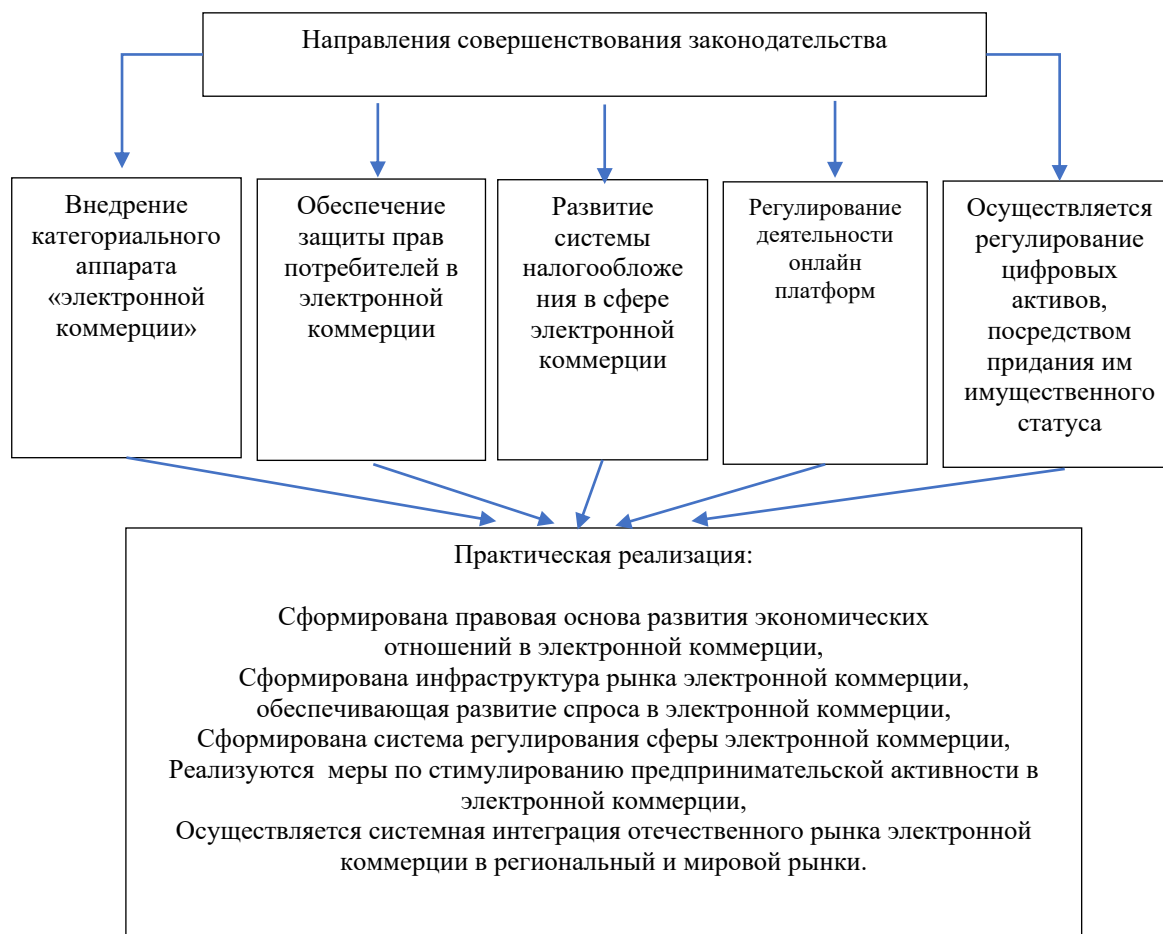 Направления совершенствования законодательства
Внедрение
категориального
аппарата
«электронной
коммерции»
Обеспечение
защиты прав
потребителей в
электронной
коммерции
Развитие
системы
налогообложе
ния в сфере
электронной
коммерции
Регулирование
деятельности
онлайн
платформ
Осуществляется
регулирование
цифровых
активов,
посредством
придания им
имущественного
статуса
Практическая реализация:
Сформирована правовая основа развития экономических
отношений в электронной коммерции,
Сформирована инфраструктура рынка электронной коммерции,
обеспечивающая развитие спроса в электронной коммерции,
Сформирована система регулирования сферы электронной коммерции,
Реализуются  меры по стимулированию предпринимательской активности в
электронной коммерции,
Осуществляется системная интеграция отечественного рынка электронной
коммерции в региональный и мировой рынки.